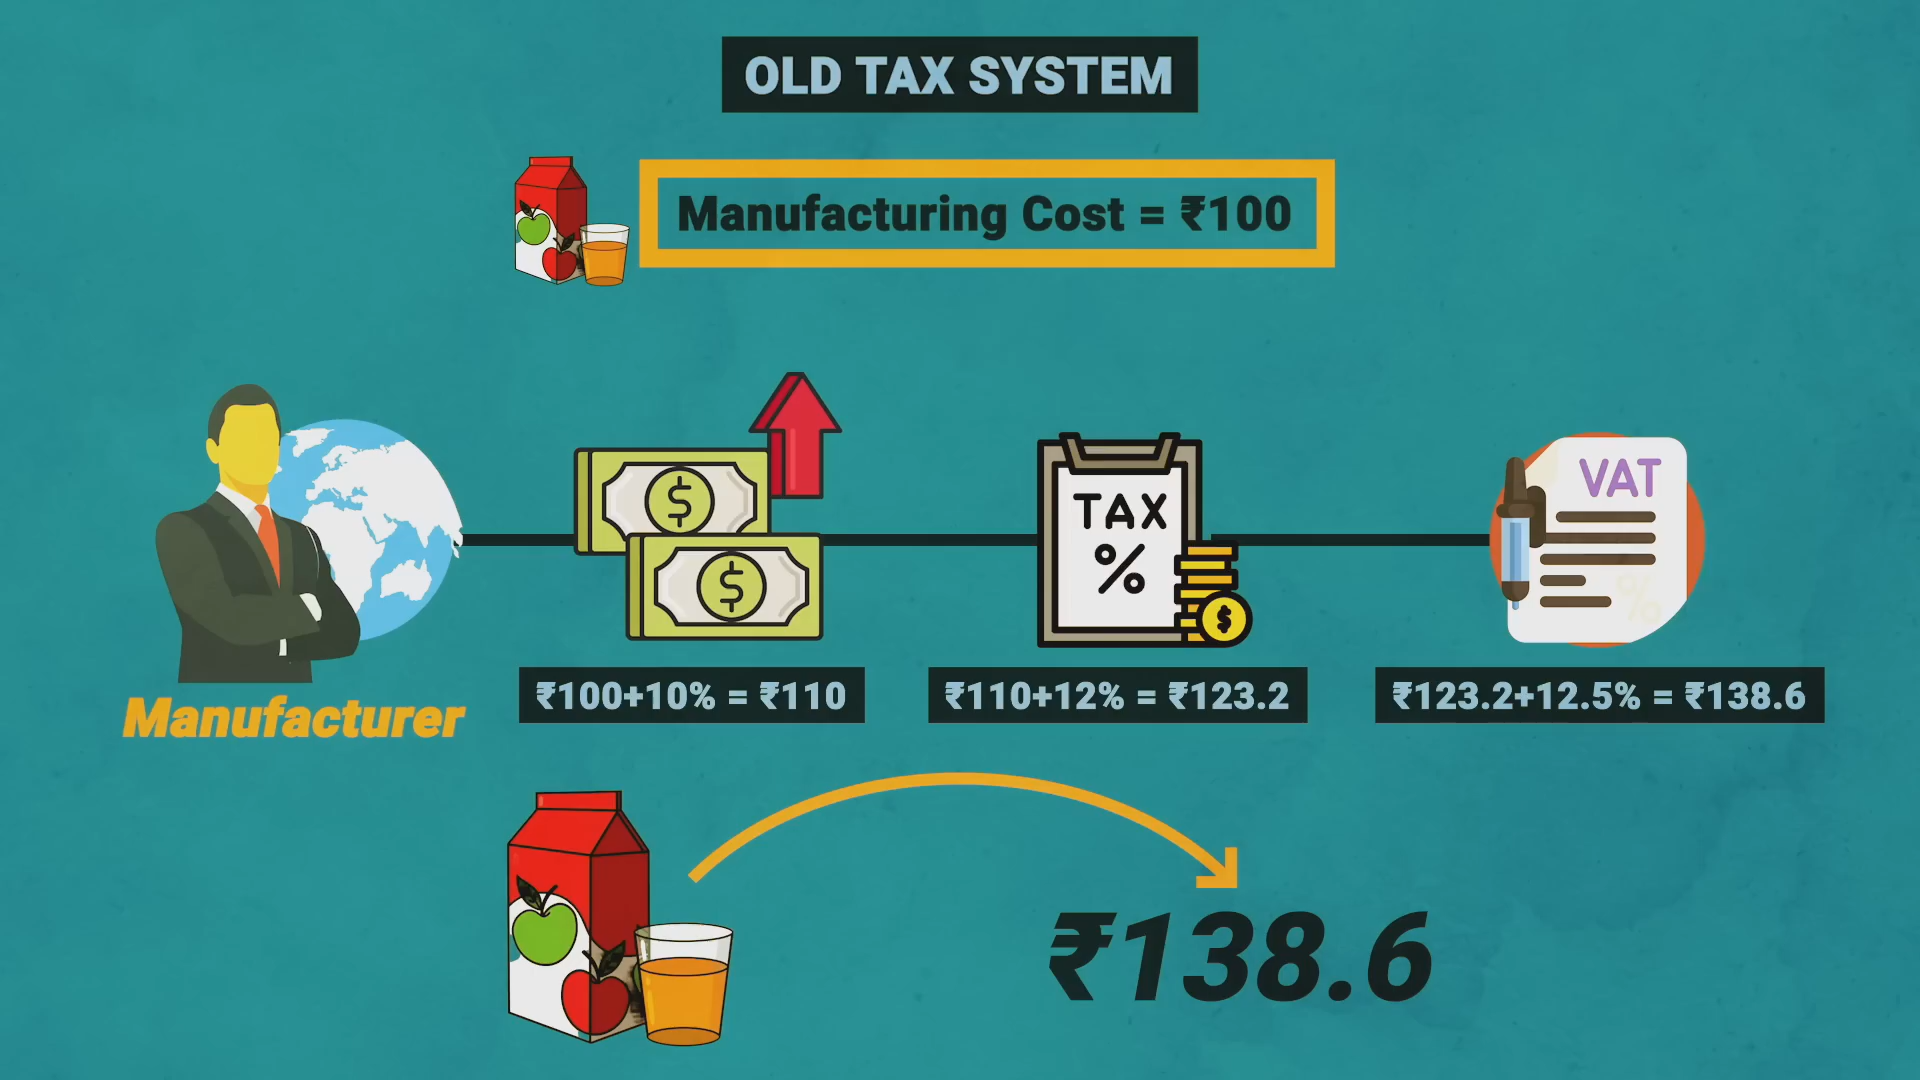 OLD TAX SYSTEM
Manufacturing Cost = ₹100
TAX
%
VAT
%
$
$
$
Manufacturer
₹100+10% = ₹110
₹110+12% = ₹123.2
₹123.2+12.5% = ₹138.6
₹138.6